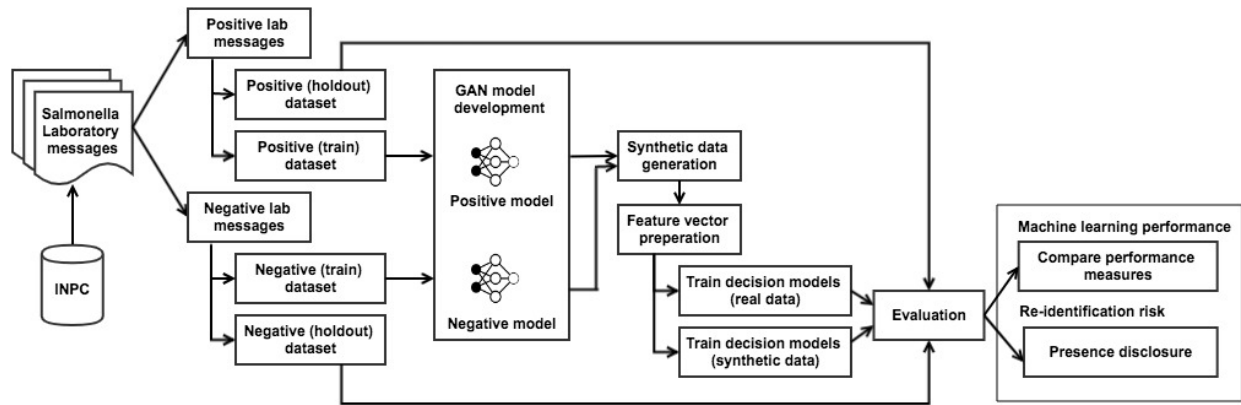 Salmonella
Laboratory
messages
INPC
Positive lab
messages
Positive (holdout)
dataset
Positive (train)
dataset
Negative lab
messages
Negative (train)
dataset
Negative (holdout)
dataset
GAN model
development
Positive model
Negative model
Synthetic data
generation
Feature vector
preperation
Train decision models
(real data)
Train decision models
(synthetic data)
Evaluation
Machine learning performance
Compare performance
measures
Re-identification risk
Presence disclosure